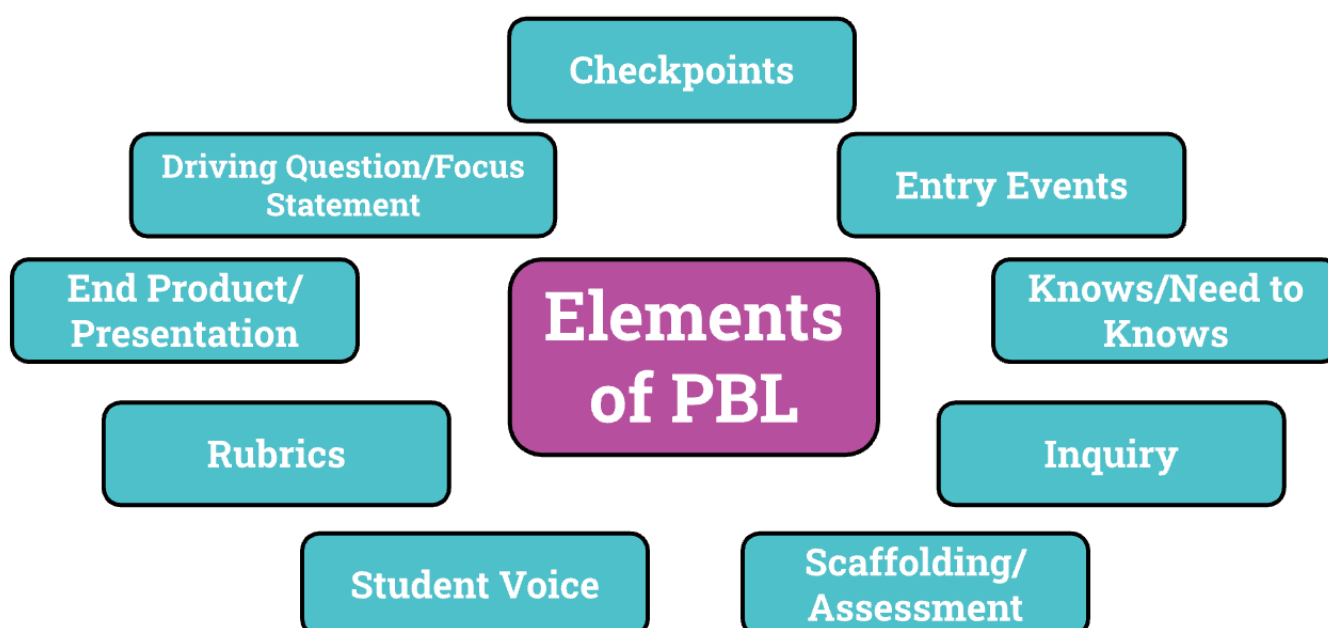 Checkpoints
Driving Question/Focus
Statement
Entry Events
End Product/
Presentation
Elements
of PBL
Knows/Need to
Knows
Rubrics
Inquiry
Student Voice
Scaffolding/
Assessment